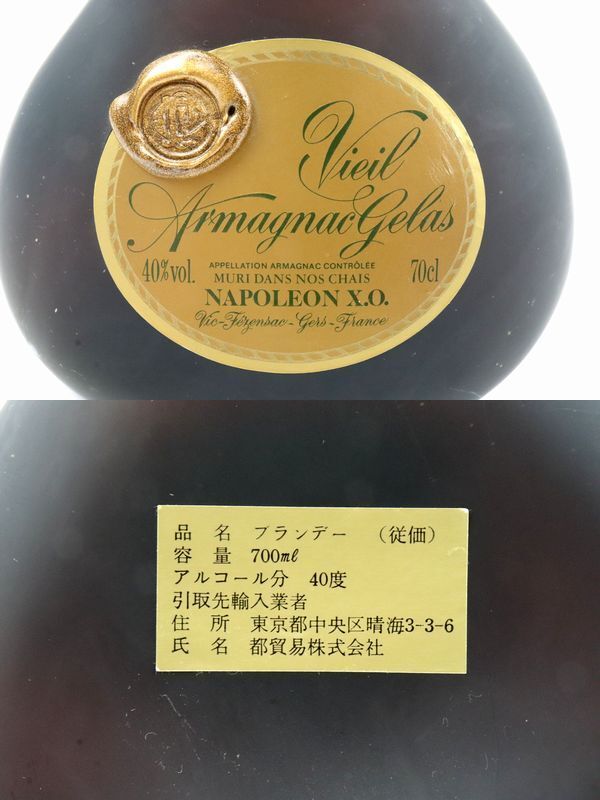 Vieil
Armagnac Gelas
40%vol.
APPELLATION ARMAGNAC CONTRÔLÉE
70cl
MURI DANS NOS CHAIS
NAPOLEON X.O.
Vic-Fézensac - Gers - France
品名 ブランデー (従価)
容量 700ml
アルコール分 40度
引取先輸入業者
住所 東京都中央区晴海3-3-6
氏名 都貿易株式会社